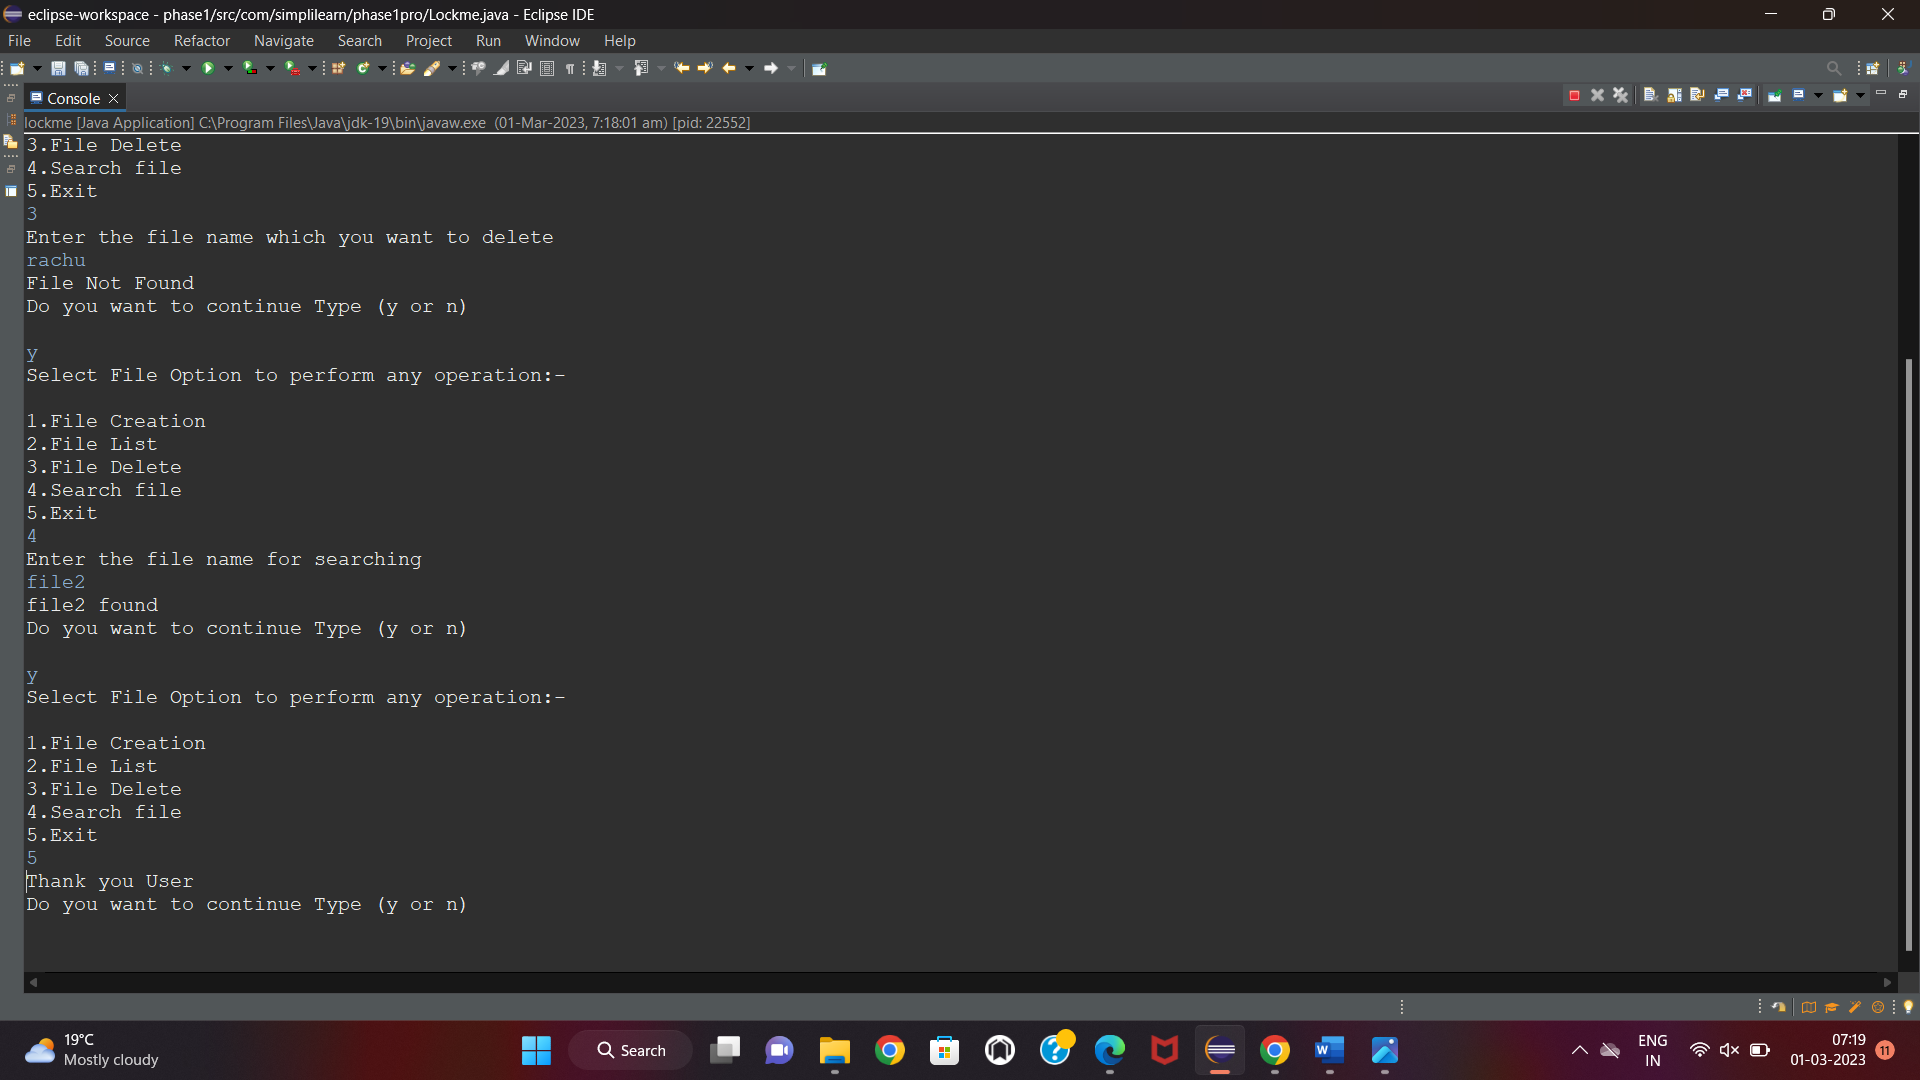 eclipse-workspace - phase1/src/com/simplilearn/phase1pro/Lockme.java - Eclipse IDE
File Edit Source Refactor Navigate Search Project Run Window Help
Console
lockme [Java Application] C:\Program Files\Java\jdk-19\bin\javaw.exe (01-Mar-2023, 7:18:01 am) [pid: 22552]
3.File Delete
4.Search file
5.Exit
3
Enter the file name which you want to delete
rachu
File Not Found
Do you want to continue Type (y or n)
y
Select File Option to perform any operation:-
1.File Creation
2.File List
3.File Delete
4.Search file
5.Exit
4
Enter the file name for searching
file2
file2 found
Do you want to continue Type (y or n)
y
Select File Option to perform any operation:-
1.File Creation
2.File List
3.File Delete
4.Search file
5.Exit
5
Thank you User
Do you want to continue Type (y or n)
19°C
Mostly cloudy
Search
ENG
IN
07:19
01-03-2023
11